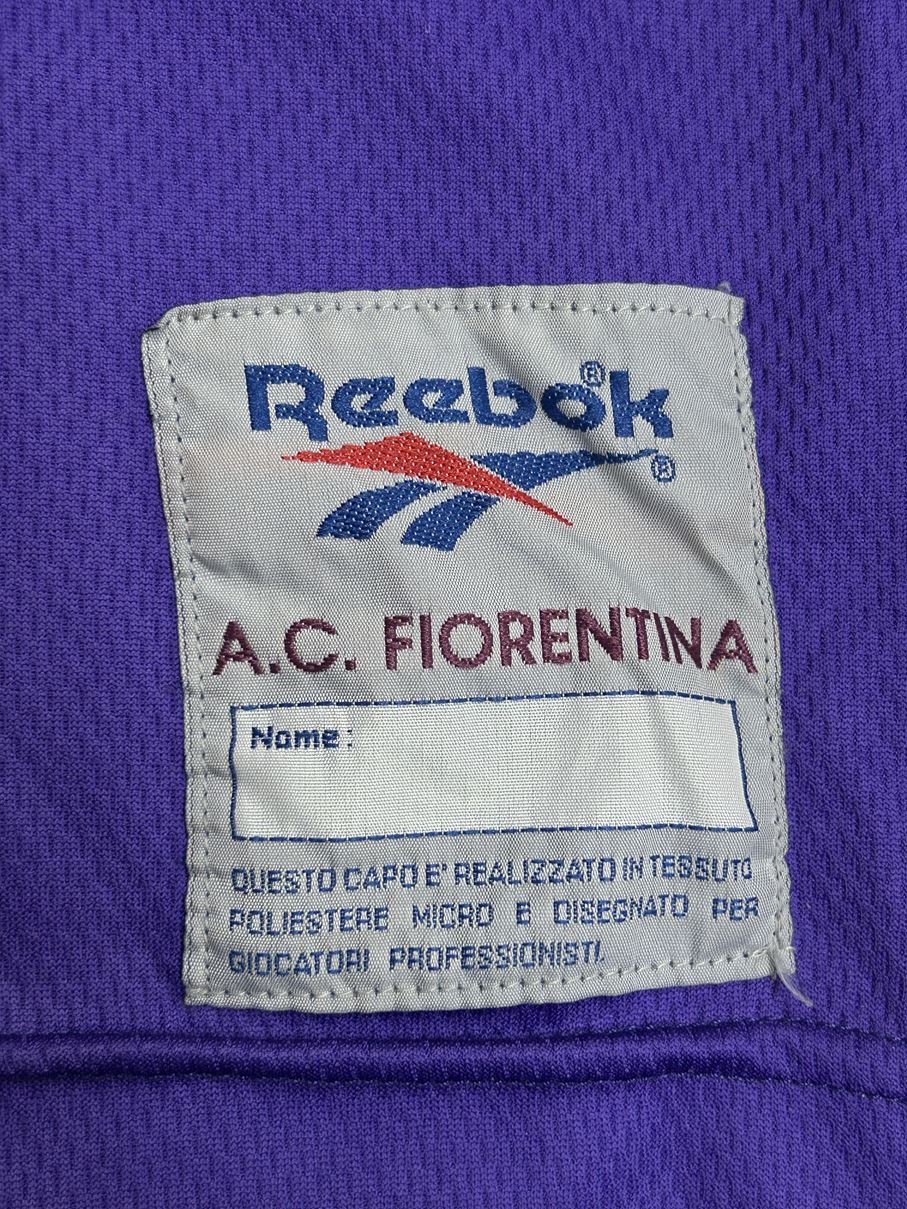 Reebok®
®
A.C. FIORENTINA
Name:
QUESTO CAPO E' REALIZZATO IN TESSUTO
POLIESTERE MICRO E DISEGNATO PER
GIOCATORI PROFESSIONISTI.